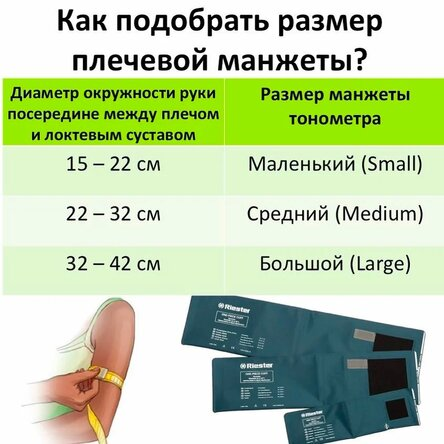 Как подобрать размер
плечевой манжеты?
Диаметр окружности руки
посередине между плечом
и локтевым суставом
Размер манжеты
тонометра
15 – 22 см
Маленький (Small)
22 – 32 см
Средний (Medium)
32 – 42 см
Большой (Large)
Riester
Riester